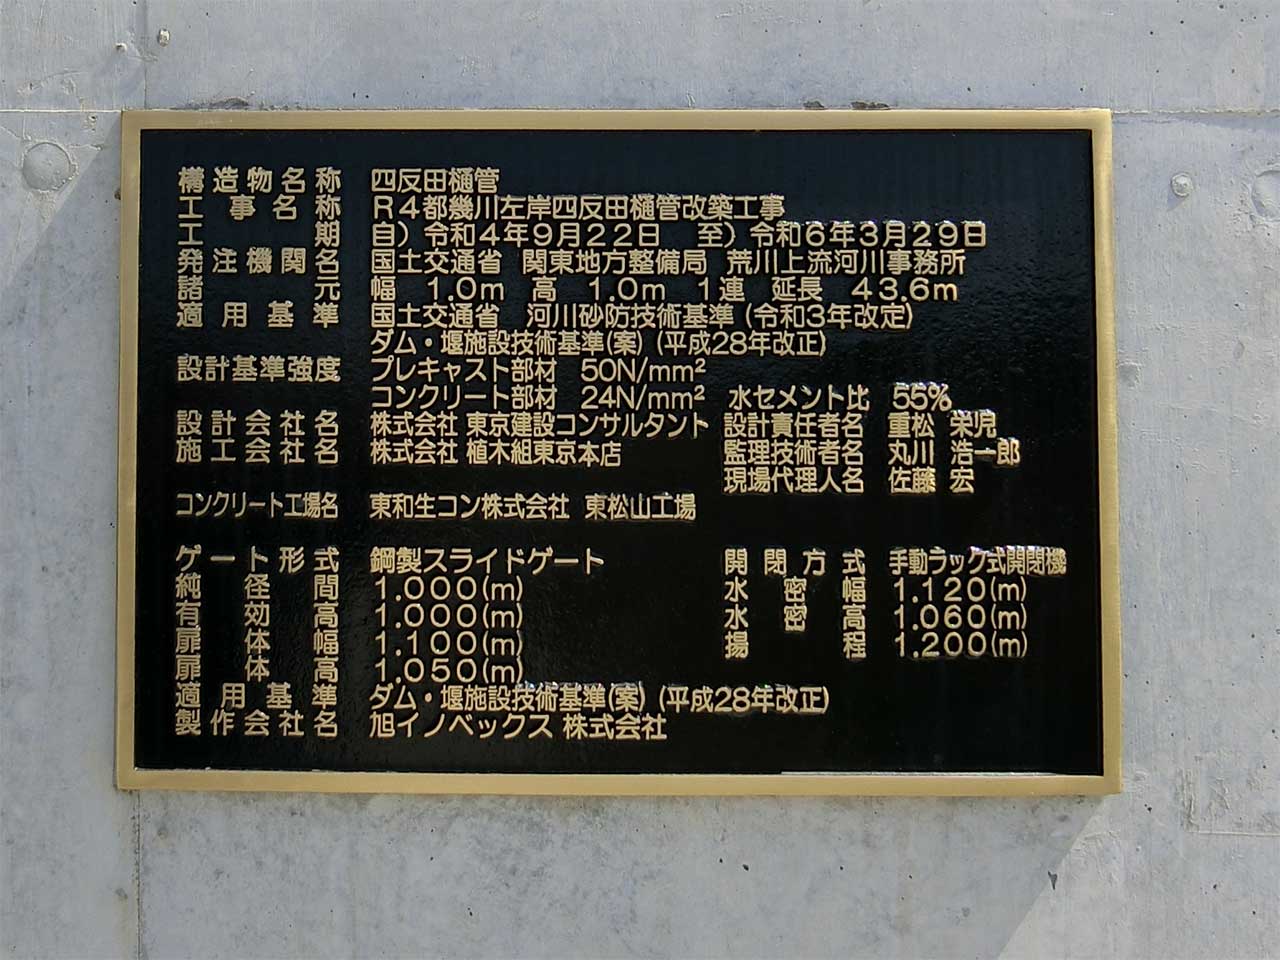 構造物名称 四反田樋管
工事名称 R4都幾川左岸四反田樋管改築工事
工期 自）令和4年9月22日 至）令和6年3月29日
発注機関名 国土交通省 関東地方整備局 荒川上流河川事務所
諸元 幅 1.0m 高 1.0m 1連 延長 43.6m
適用基準 国土交通省 河川砂防技術基準（令和3年改定）
ダム・堰施設技術基準（案）（平成28年改正）
設計基準強度 プレキャスト部材 50N/mm²
コンクリート部材 24N/mm² 水セメント比 55%
設計会社名 株式会社 東京建設コンサルタント 設計責任者名 重松 栄児
施工会社名 株式会社 植木組東京本店 監理技術者名 丸川 浩一郎
現場代理人名 佐藤 宏
コンクリート工場名 東和生コン株式会社 東松山工場
ゲート形式 鋼製スライドゲート 開閉方式 手動ラック式開閉機
純径間 1.000(m) 水密幅 1.120(m)
有効高 1.000(m) 水密高 1.060(m)
扉体幅 1.100(m) 揚程 1.200(m)
扉体高 1.050(m)
適用基準 ダム・堰施設技術基準（案）（平成28年改正）
製作会社名 旭イノベックス 株式会社